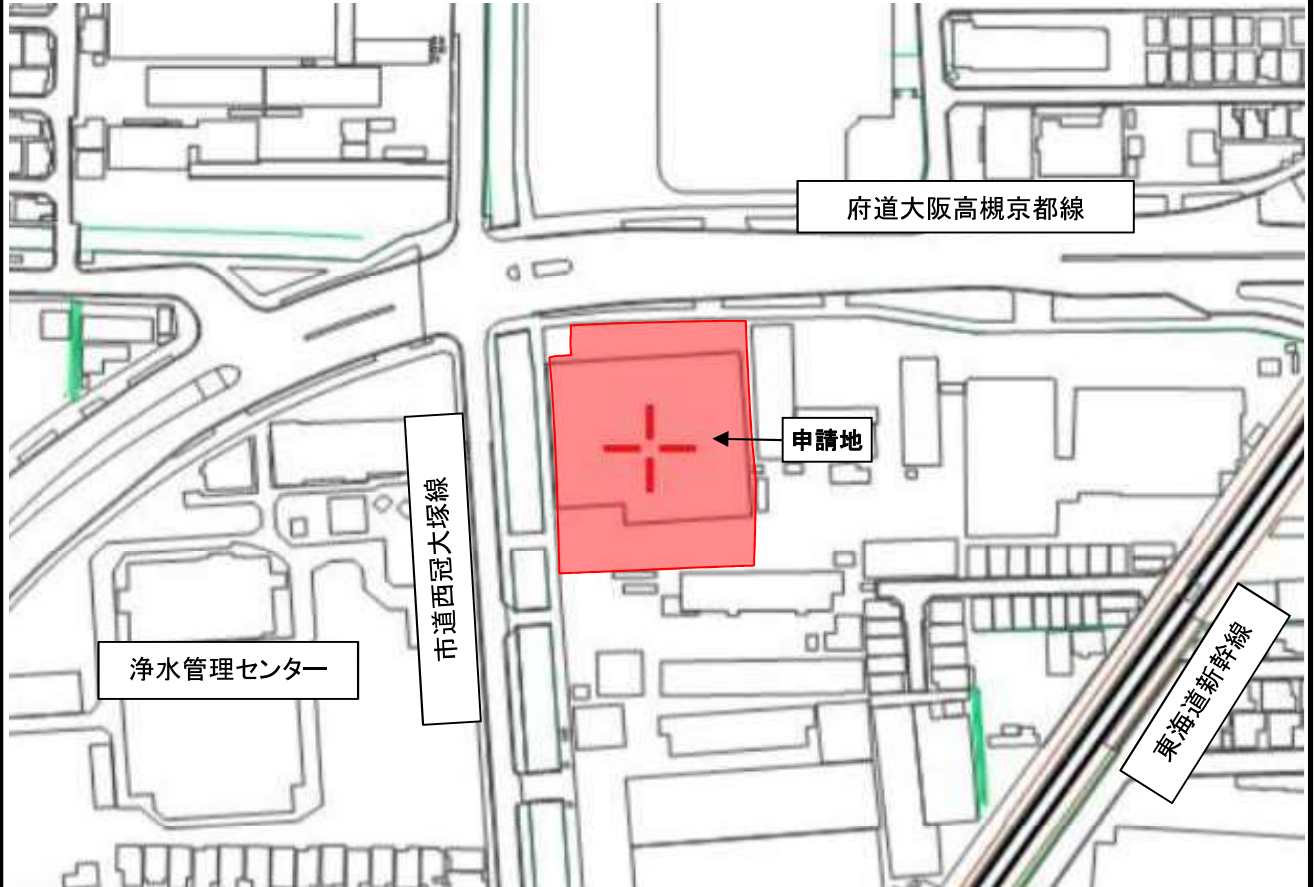 府道大阪高槻京都線
申請地
市道西冠大塚線
浄水管理センター
東海道新幹線